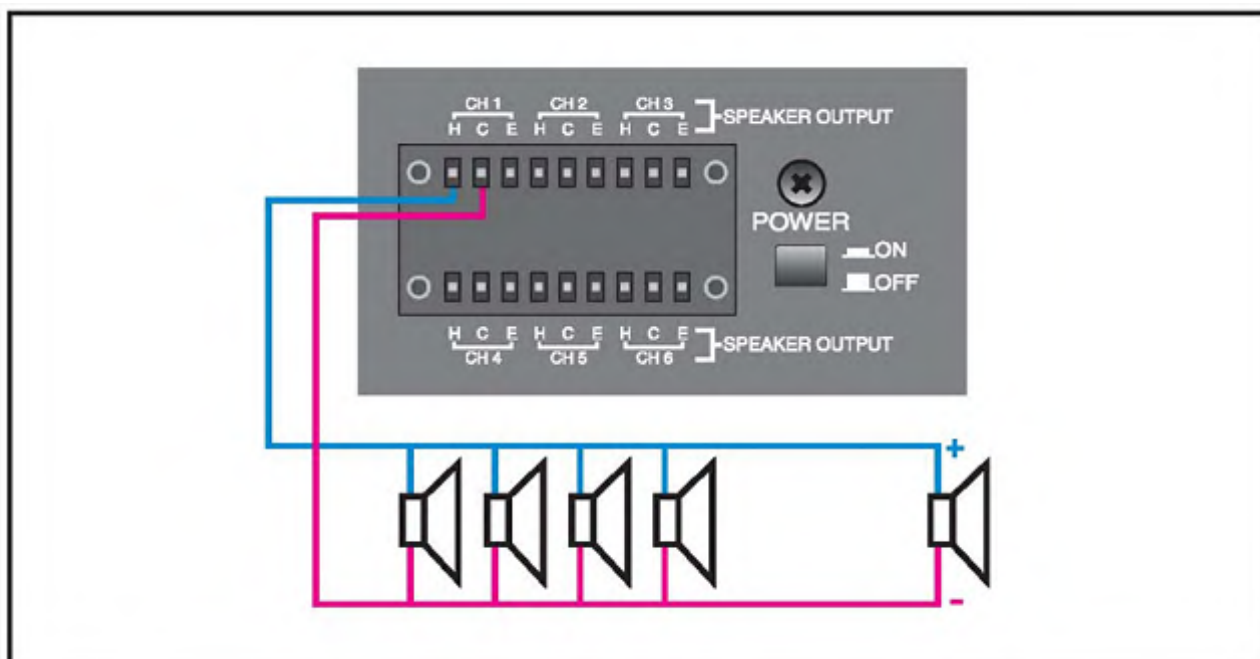 CH 1 CH 2 CH 3
H C E H C E H C E
SPEAKER OUTPUT
POWER
ON
OFF
H C E H C E H C E
CH 4 CH 5 CH 6
SPEAKER OUTPUT
+
-